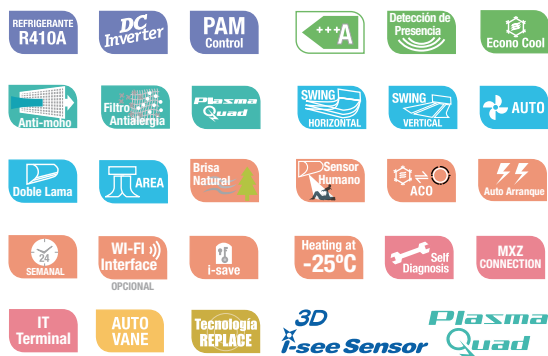 REFRIGERANTE
R410A
DC
Inverter
PAM
Control
+++A
Detección de
Presencia
Econo Cool
Anti-moho
Filtro
Antialergia
Plasma
Quad
SWING
HORIZONTAL
SWING
VERTICAL
AUTO
Doble Lama
AREA
Brisa
Natural
Sensor
Humano
ACO
Auto Arranque
24
SEMANAL
WI-FI
Interface
OPCIONAL
i-save
Heating at
-25ºC
Self
Diagnosis
MXZ
CONNECTION
IT
Terminal
AUTO
VANE
Tecnología
REPLACE
3D
i-see Sensor
Plasma
Quad